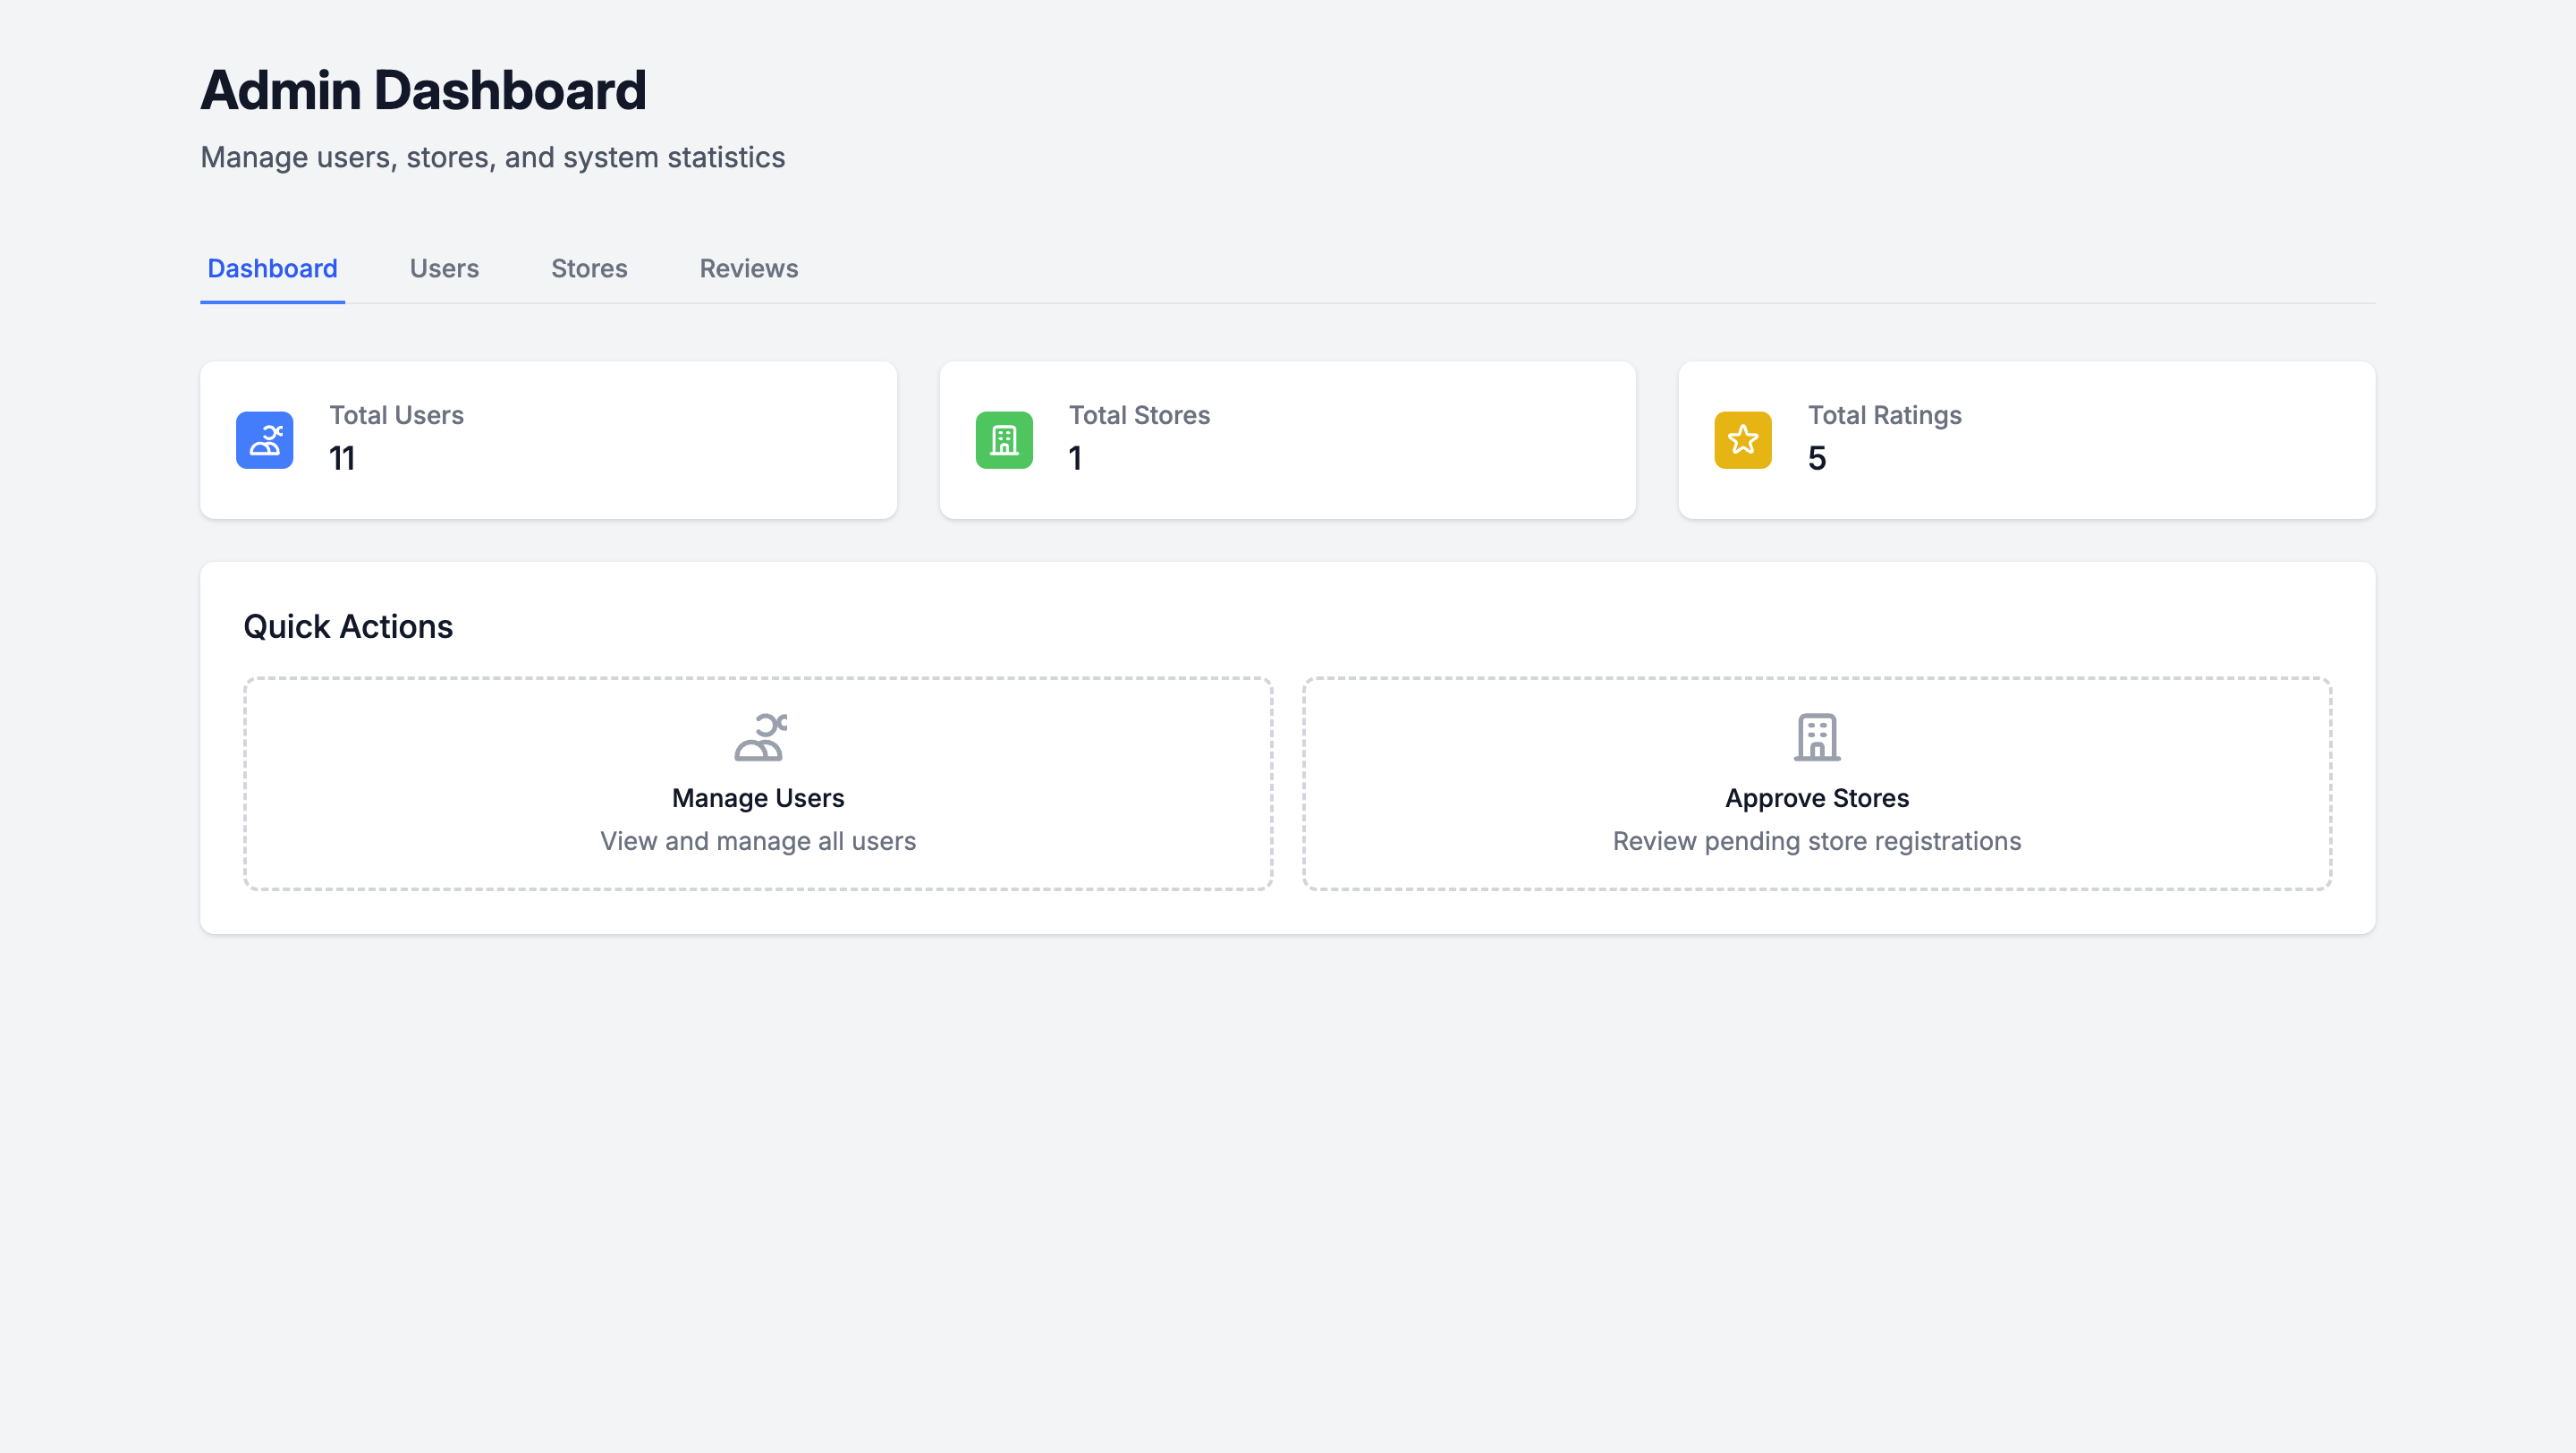 Admin Dashboard
Manage users, stores, and system statistics
Dashboard Users Stores Reviews
Total Users
11
Total Stores
1
Total Ratings
5
Quick Actions
Manage Users
View and manage all users
Approve Stores
Review pending store registrations